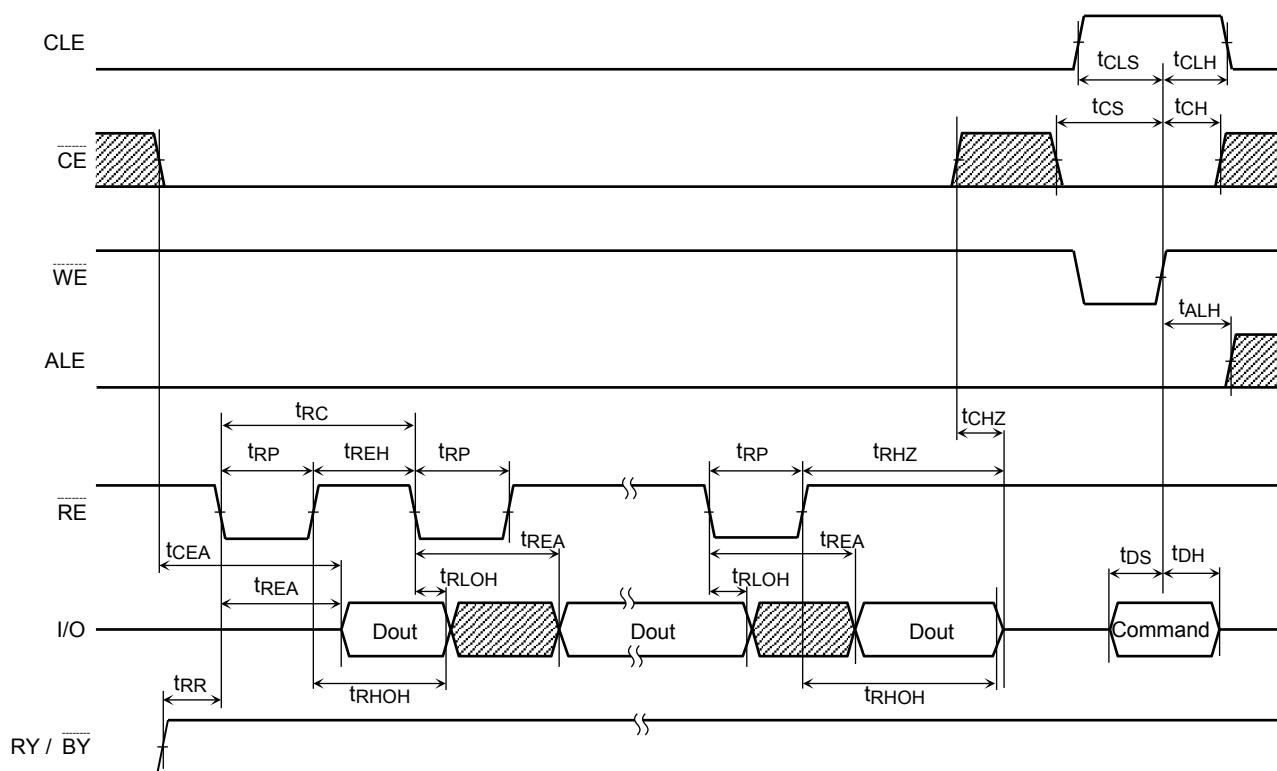 CLE
tCLS
tCLH
tCS
tCH
CE
WE
tALH
ALE
tRC
tCHZ
tRP
tREH
tRP
tRP
tRHZ
RE
tCEA
tREA
tREA
tREA
tRLOH
tRLOH
tDS
tDH
I/O
Dout
Dout
Dout
Command
tRR
tRHOH
tRHOH
RY / BY